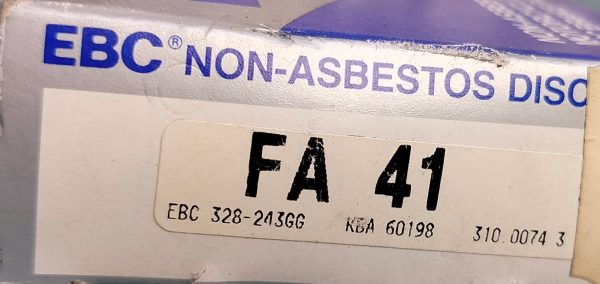 EBC® NON-ASBESTOS DISC
FA 41
EBC 328-243GG KBA 60198 310.0074 3